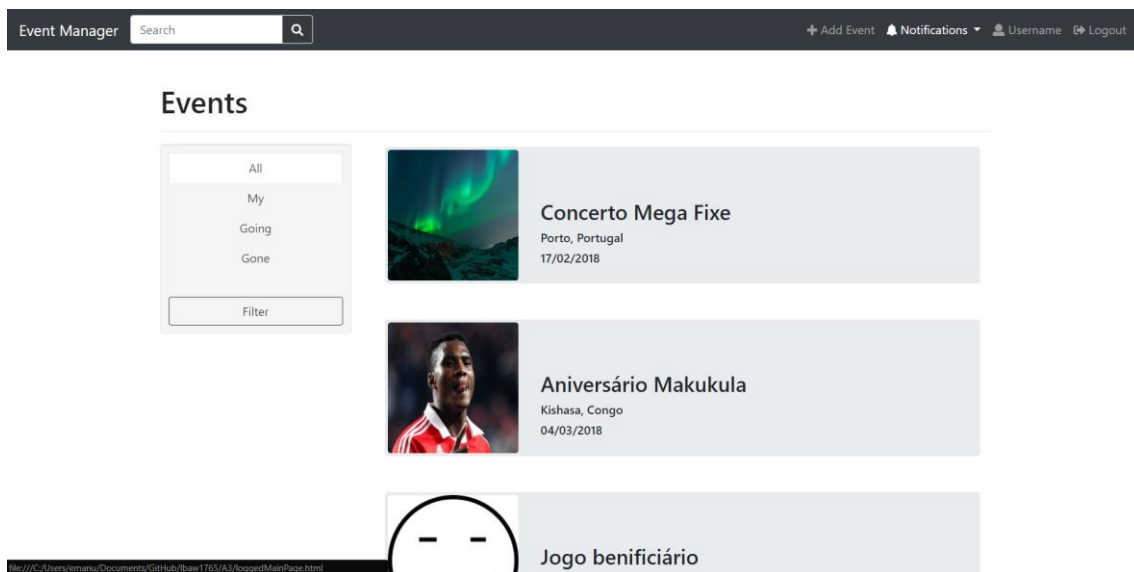 Event Manager Search Add Event Notifications Username Logout
Events
All
My
Going
Gone
Filter
Concerto Mega Fixe
Porto, Portugal
17/02/2018
Aniversário Makukula
Kishasa, Congo
04/03/2018
Jogo benificiário
file:///C:/Users/emanu/Documents/GitHub/lbaw1765/A3/loggedMainPage.html